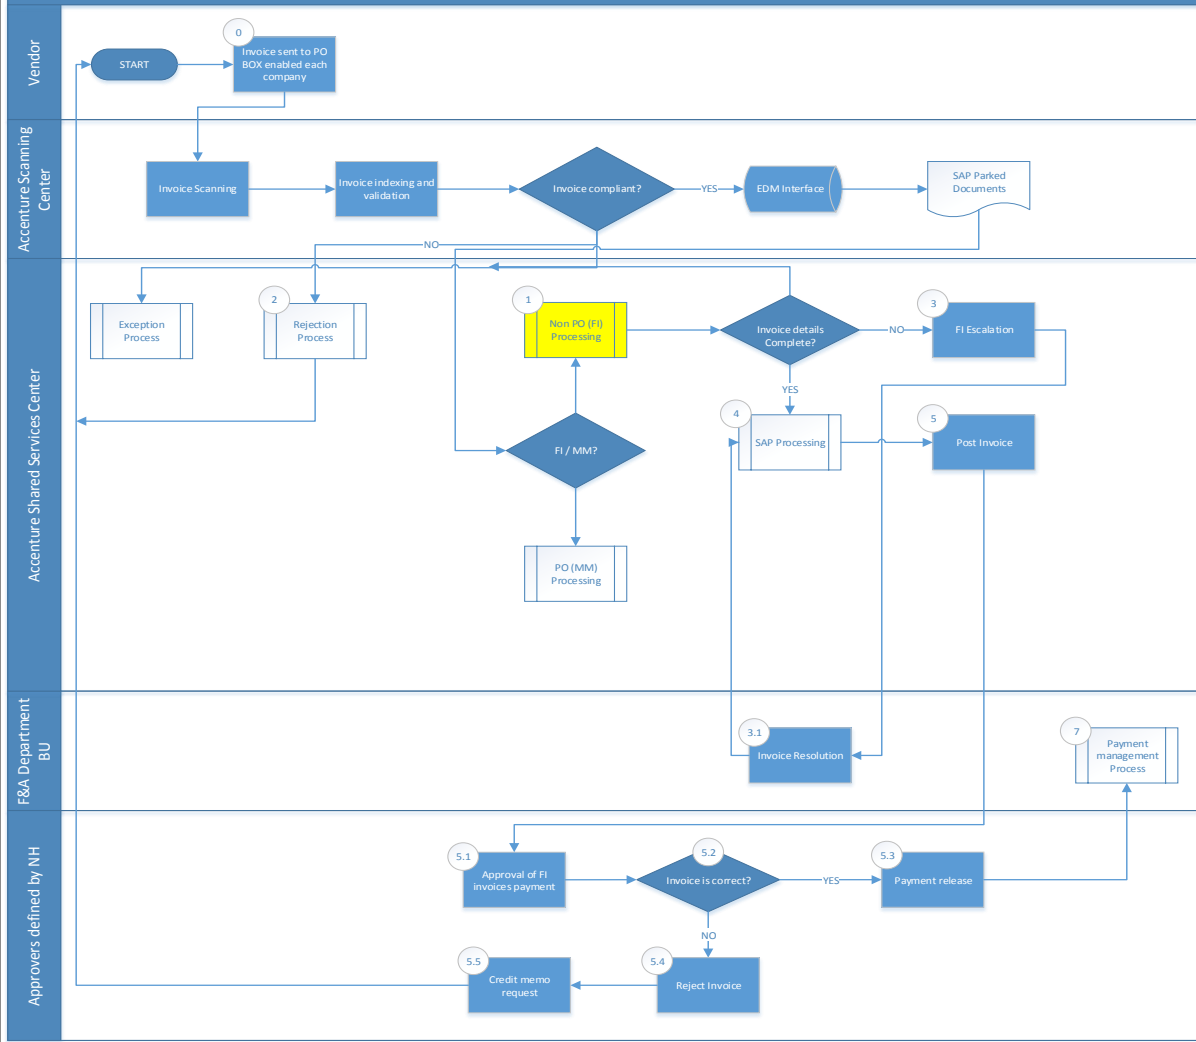 Vendor
0
START
Invoice sent to PO
BOX enabled each
company
Accenture Scanning
Center
Invoice Scanning
Invoice indexing and
validation
Invoice compliant?
YES
EDM Interface
SAP Parked
Documents
NO
Accenture Shared Services Center
Exception
Process
2
Rejection
Process
1
Non PO (FI)
Processing
Invoice details
Complete?
NO
3
FI Escalation
YES
FI / MM?
4
SAP Processing
5
Post Invoice
PO (MM)
Processing
F&A Department
BU
3.1
Invoice Resolution
7
Payment
management
Process
Approvers defined by NH
5.1
Approval of FI
invoices payment
5.2
Invoice is correct?
YES
5.3
Payment release
NO
5.5
Credit memo
request
5.4
Reject Invoice